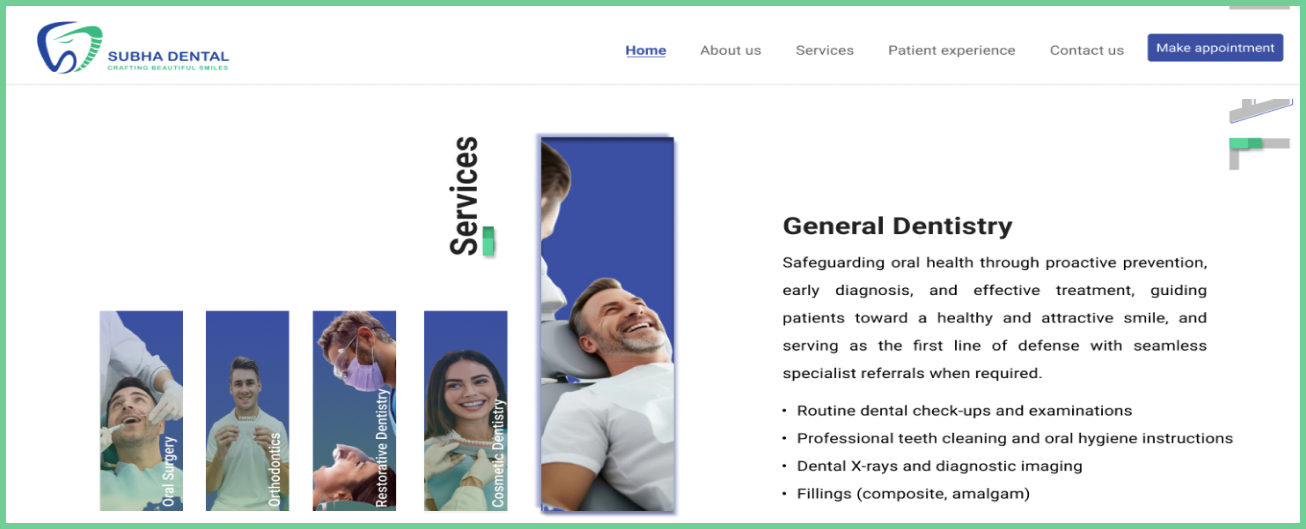 SUBHA DENTAL
CRAFTING BEAUTIFUL SMILES
Home
About us
Services
Patient experience
Contact us
Make appointment
Services
Oral Surgery
Orthodontics
Restorative Dentistry
Cosmetic Dentistry
General Dentistry
Safeguarding oral health through proactive prevention,
early diagnosis, and effective treatment, guiding
patients toward a healthy and attractive smile, and
serving as the first line of defense with seamless
specialist referrals when required.
• Routine dental check-ups and examinations
• Professional teeth cleaning and oral hygiene instructions
• Dental X-rays and diagnostic imaging
• Fillings (composite, amalgam)